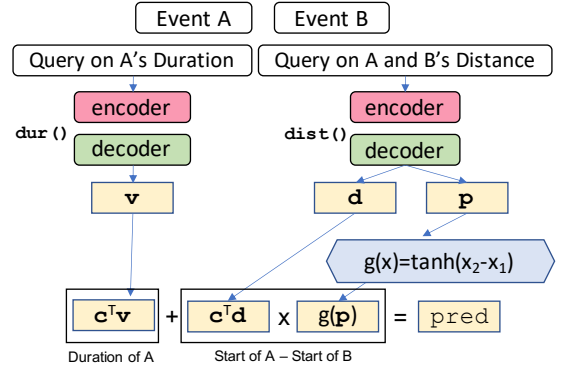 Event A Event B
Query on A's Duration Query on A and B's Distance
encoder encoder
dur() decoder dist() decoder
v d p
g(x)=tanh(x₂-x₁)
cᵀv + cᵀd x g(p) = pred
Duration of A Start of A – Start of B